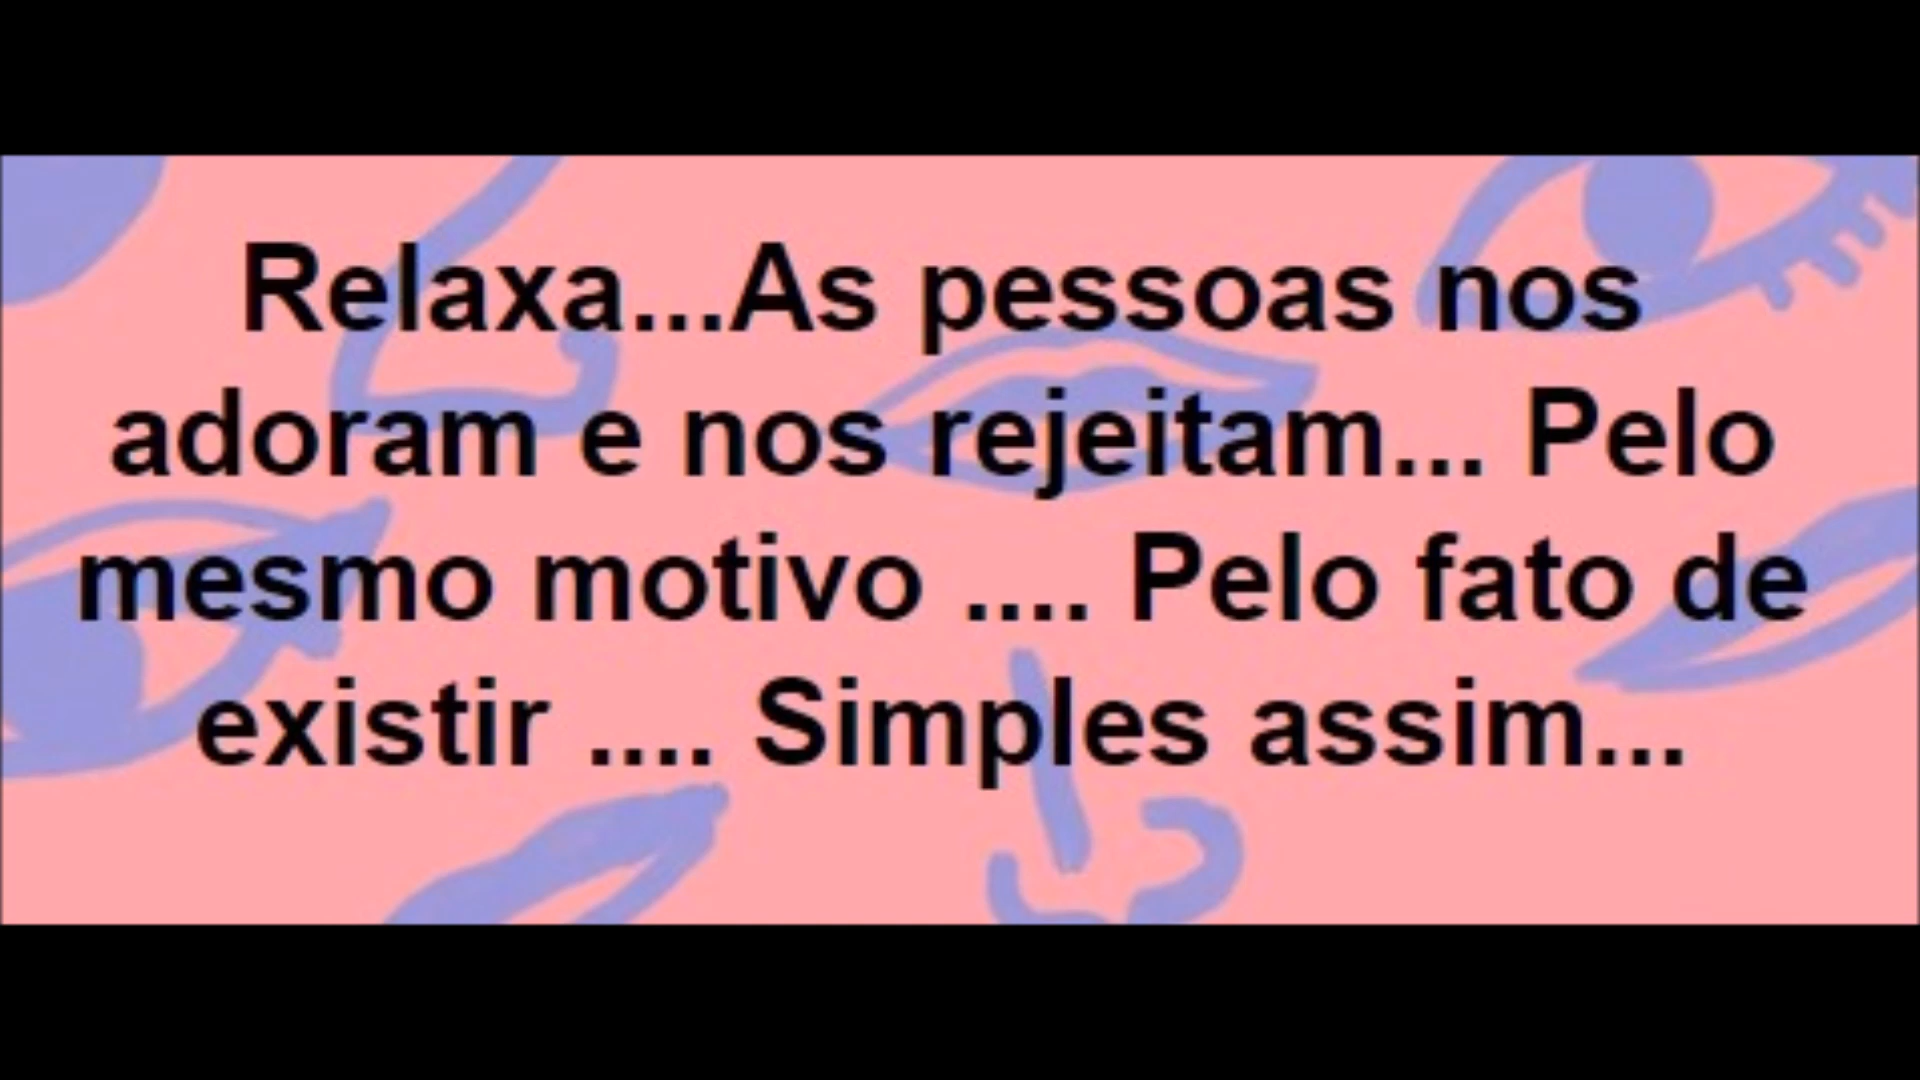 Relaxa...As pessoas nos
adoram e nos rejeitam... Pelo
mesmo motivo .... Pelo fato de
existir .... Simples assim...